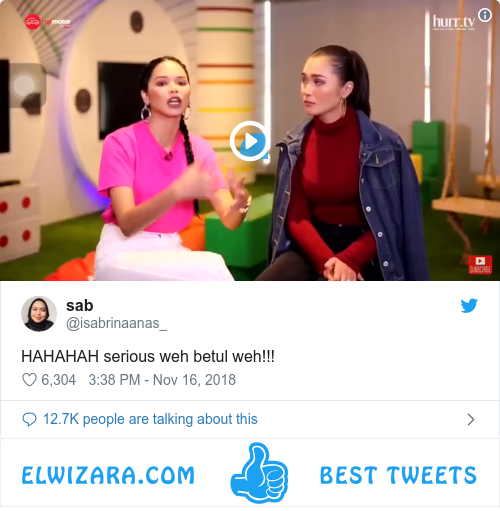 hurr.tv
SUBSCRIBE
sab
@isabrinaanas_
HAHAHAH serious weh betul weh!!!
6,304 3:38 PM - Nov 16, 2018
12.7K people are talking about this
ELWIZARA.COM BEST TWEETS